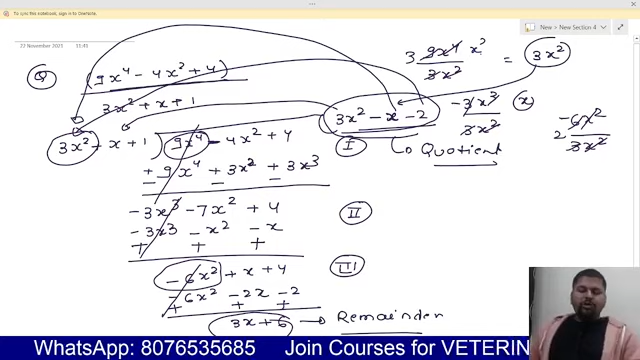 To sync this notebook, sign in to OneNote.
New Section 4
22 November 2021 11:41
Q
(9x⁴ - 4x² + 4)
3x² + x + 1
3 9x⁴ x² / 3x² = 3x²
3x² - x - 2
-3x³ / 3x² (x)
-6x² / 3x² 2
3x² - x + 1 ) 9x⁴ - 4x² + 4
I
Quotient
+ 9x⁴ + 3x² + 3x³
- - -
-3x³ - 7x² + 4
II
-3x3 - x² - x
+ + +
-6x² + x + 4
III
-6x² - 2x - 2
+ + +
3x + 6 → Remainder
WhatsApp: 8076535685 Join Courses for VETERIN